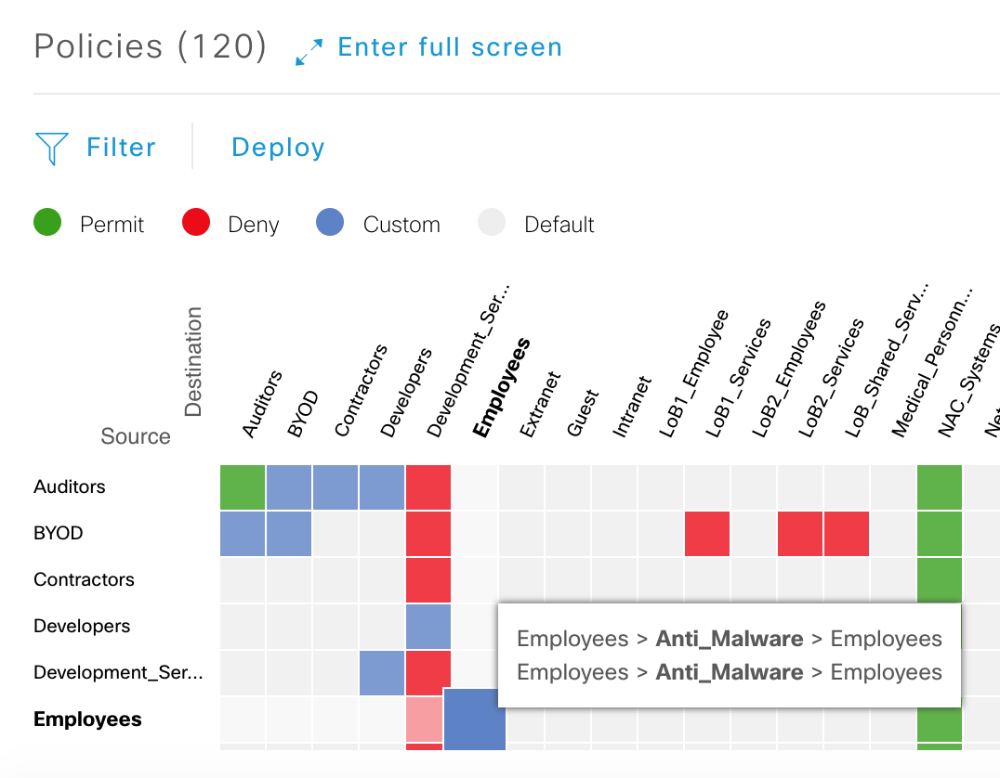 Policies (120) Enter full screen
Filter Deploy
Permit Deny Custom Default
Source
Destination
Auditors
BYOD
Contractors
Developers
Development_Ser...
Employees
Extranet
Guest
Intranet
LoB1_Employee
LoB1_Services
LoB2_Employees
LoB2_Services
LoB_Shared_Serv...
Medical_Personn...
NAC_Systems
Auditors
BYOD
Contractors
Developers
Development_Ser...
Employees
Employees > Anti_Malware > Employees
Employees > Anti_Malware > Employees